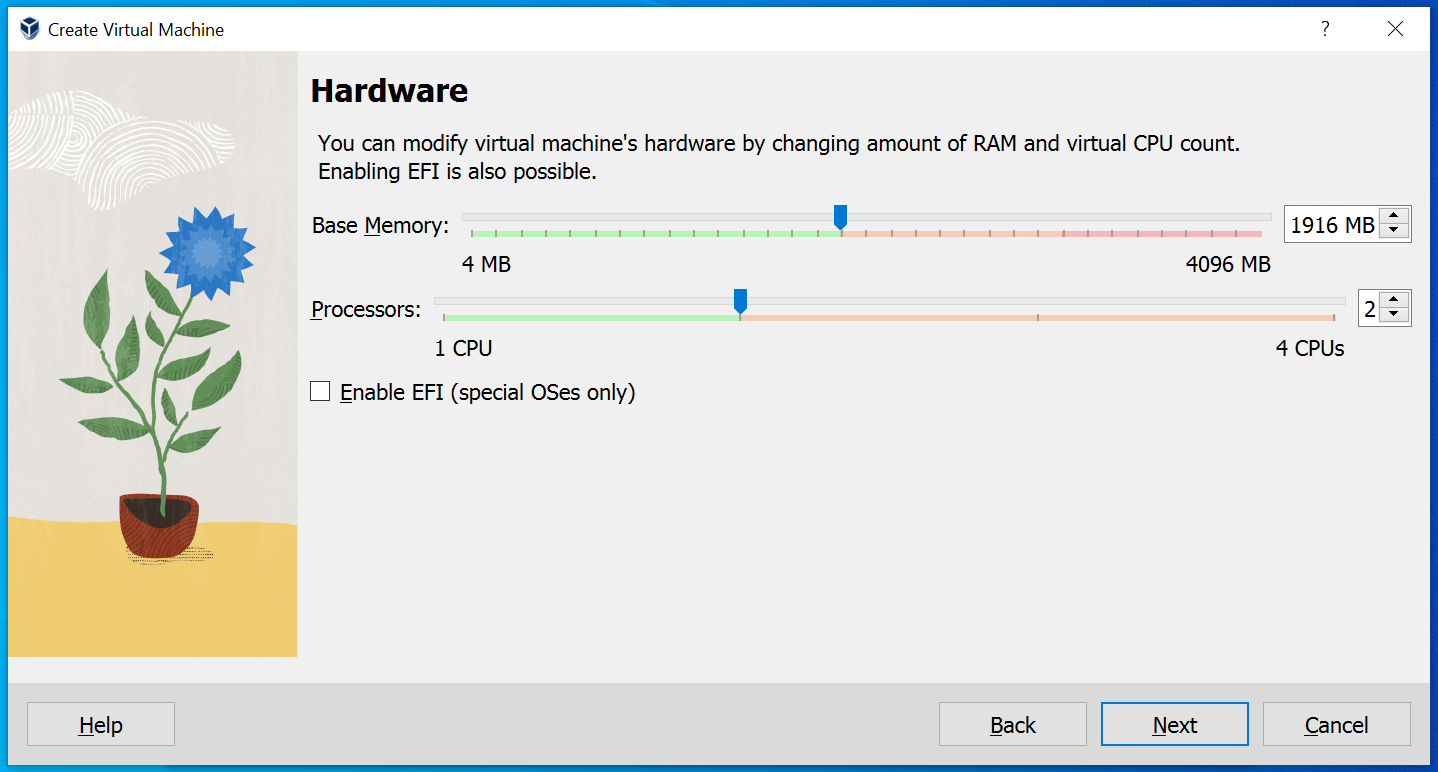 Create Virtual Machine
?
Hardware
You can modify virtual machine's hardware by changing amount of RAM and virtual CPU count.
Enabling EFI is also possible.
Base Memory:
1916 MB
4 MB
4096 MB
Processors:
2
1 CPU
4 CPUs
Enable EFI (special OSes only)
Help
Back
Next
Cancel